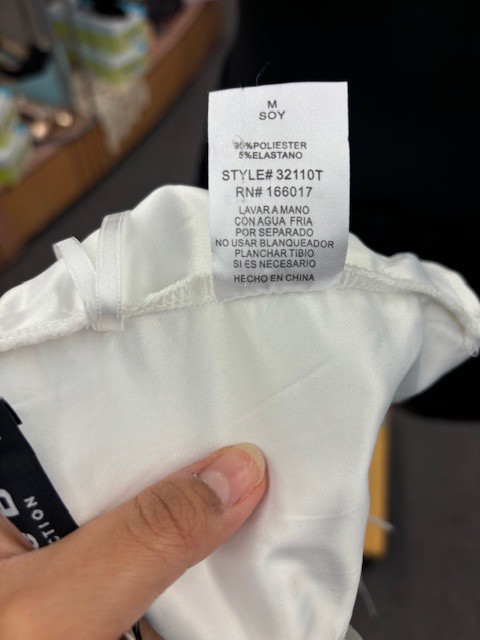 M
SOY
%POLIESTER
5%ELASTANO
STYLE# 32110T
RN# 166017
LAVAR A MANO
CON AGUA FRIA
POR SEPARADO
NO USAR BLANQUEADOR
PLANCHAR TIBIO
SI ES NECESARIO
HECHO EN CHINA
CTION